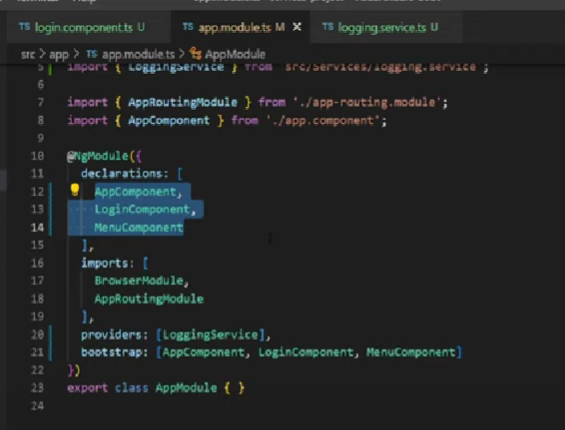 login.component.ts U
app.module.ts M
logging.service.ts U
src > app > TS app.module.ts > AppModule
5 import { LoggingService } from 'src/services/logging.service';
6
7 import { AppRoutingModule } from './app-routing.module';
8 import { AppComponent } from './app.component';
9
10 @NgModule({
11 declarations: [
12 AppComponent,
13 LoginComponent,
14 MenuComponent
15 ],
16 imports: [
17 BrowserModule,
18 AppRoutingModule
19 ],
20 providers: [LoggingService],
21 bootstrap: [AppComponent, LoginComponent, MenuComponent]
22 })
23 export class AppModule { }
24